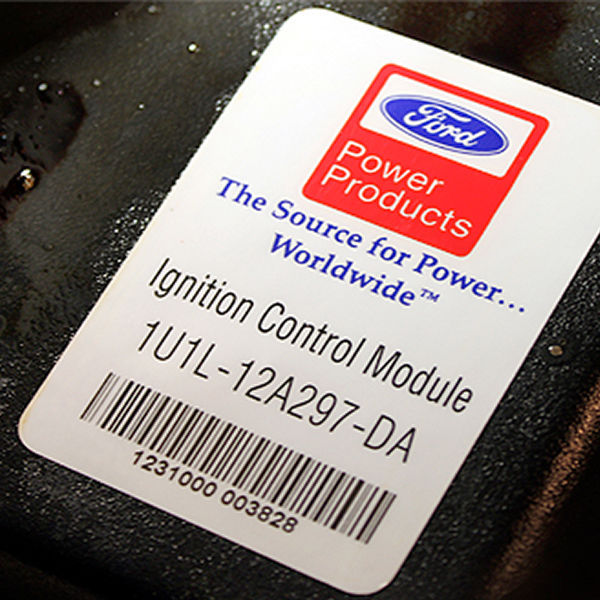 Ford
Power
Products
The Source for Power...
Worldwide™
Ignition Control Module
1U1L-12A297-DA
1231000 003828